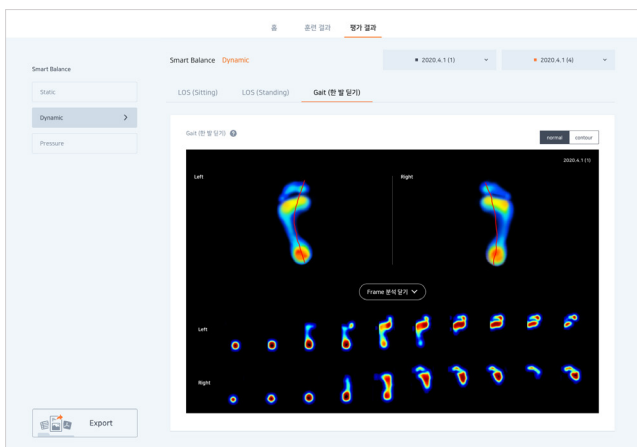 홈 훈련 결과 평가 결과
Smart Balance
Static
Dynamic
Pressure
Export
Smart Balance Dynamic
2020.4.1 (1)
2020.4.1 (4)
LOS (Sitting) LOS (Standing) Gait (한 발 딛기)
Gait (한 발 딛기)
normal contour
2020.4.1 (1)
Left
Right
Frame 분석 닫기
Left
Right